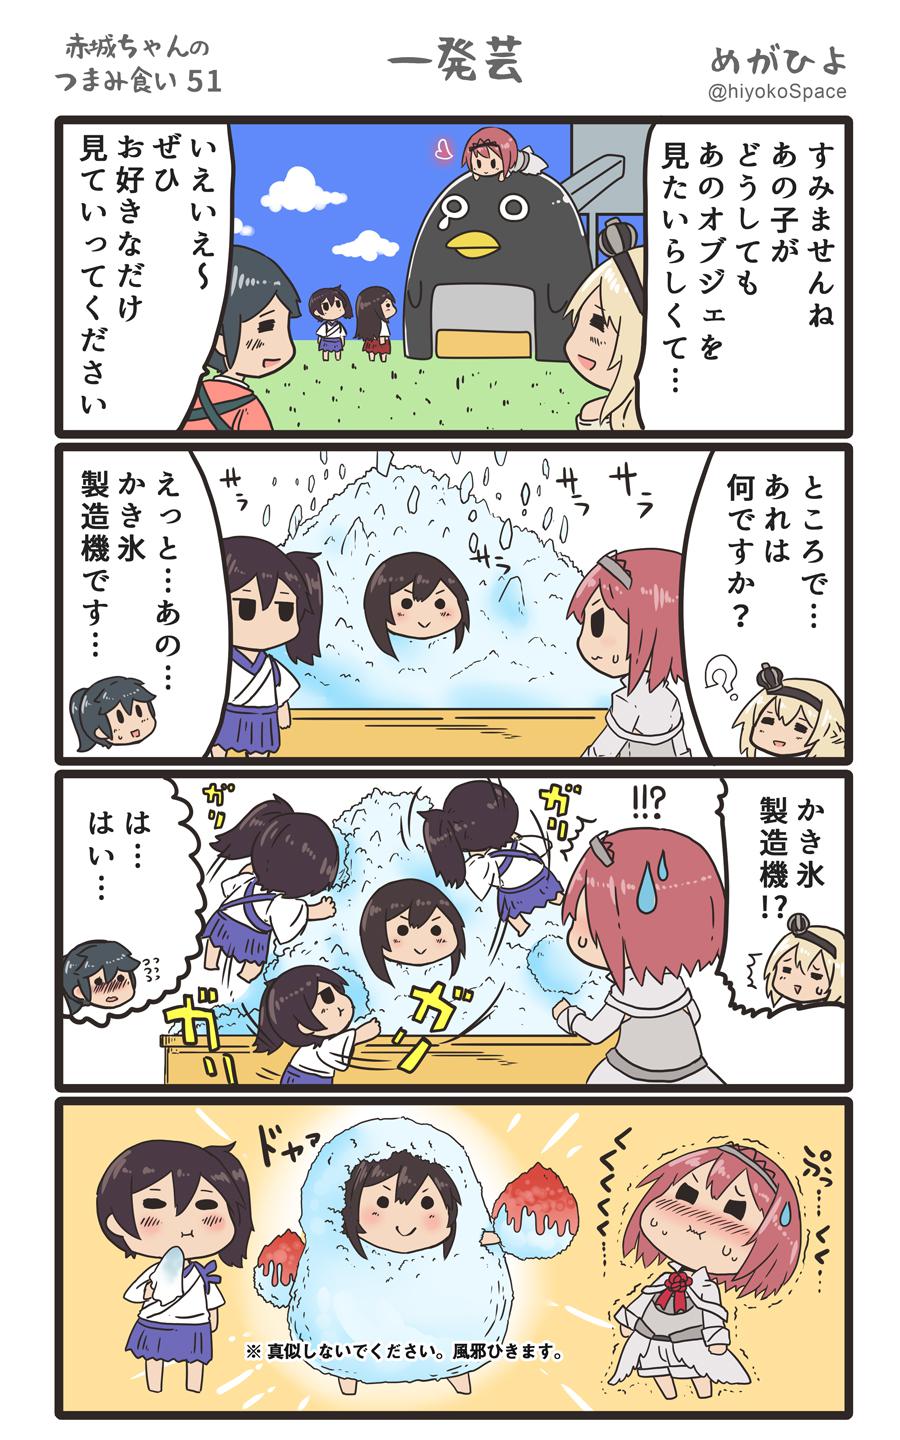 赤城ちゃんの
つまみ食い 51
一発芸
めがひよ
@hiyokoSpace
すみませんね
あの子が
どうしても
あのオブジェを
見たいらしくて…
いえいえ～
ぜひ
お好きなだけ
見ていってください
ところで…
あれは
何ですか？
サラ
サラ
サラ
サラ
えっと…あの…
かき氷
製造機です…
かき氷
製造機!?
!!?
ガリ
ガリ
ガリ
ガリ
は…
はい…
ぷっ…
くく
くくくく
ドヤァ
※ 真似しないでください。風邪ひきます。